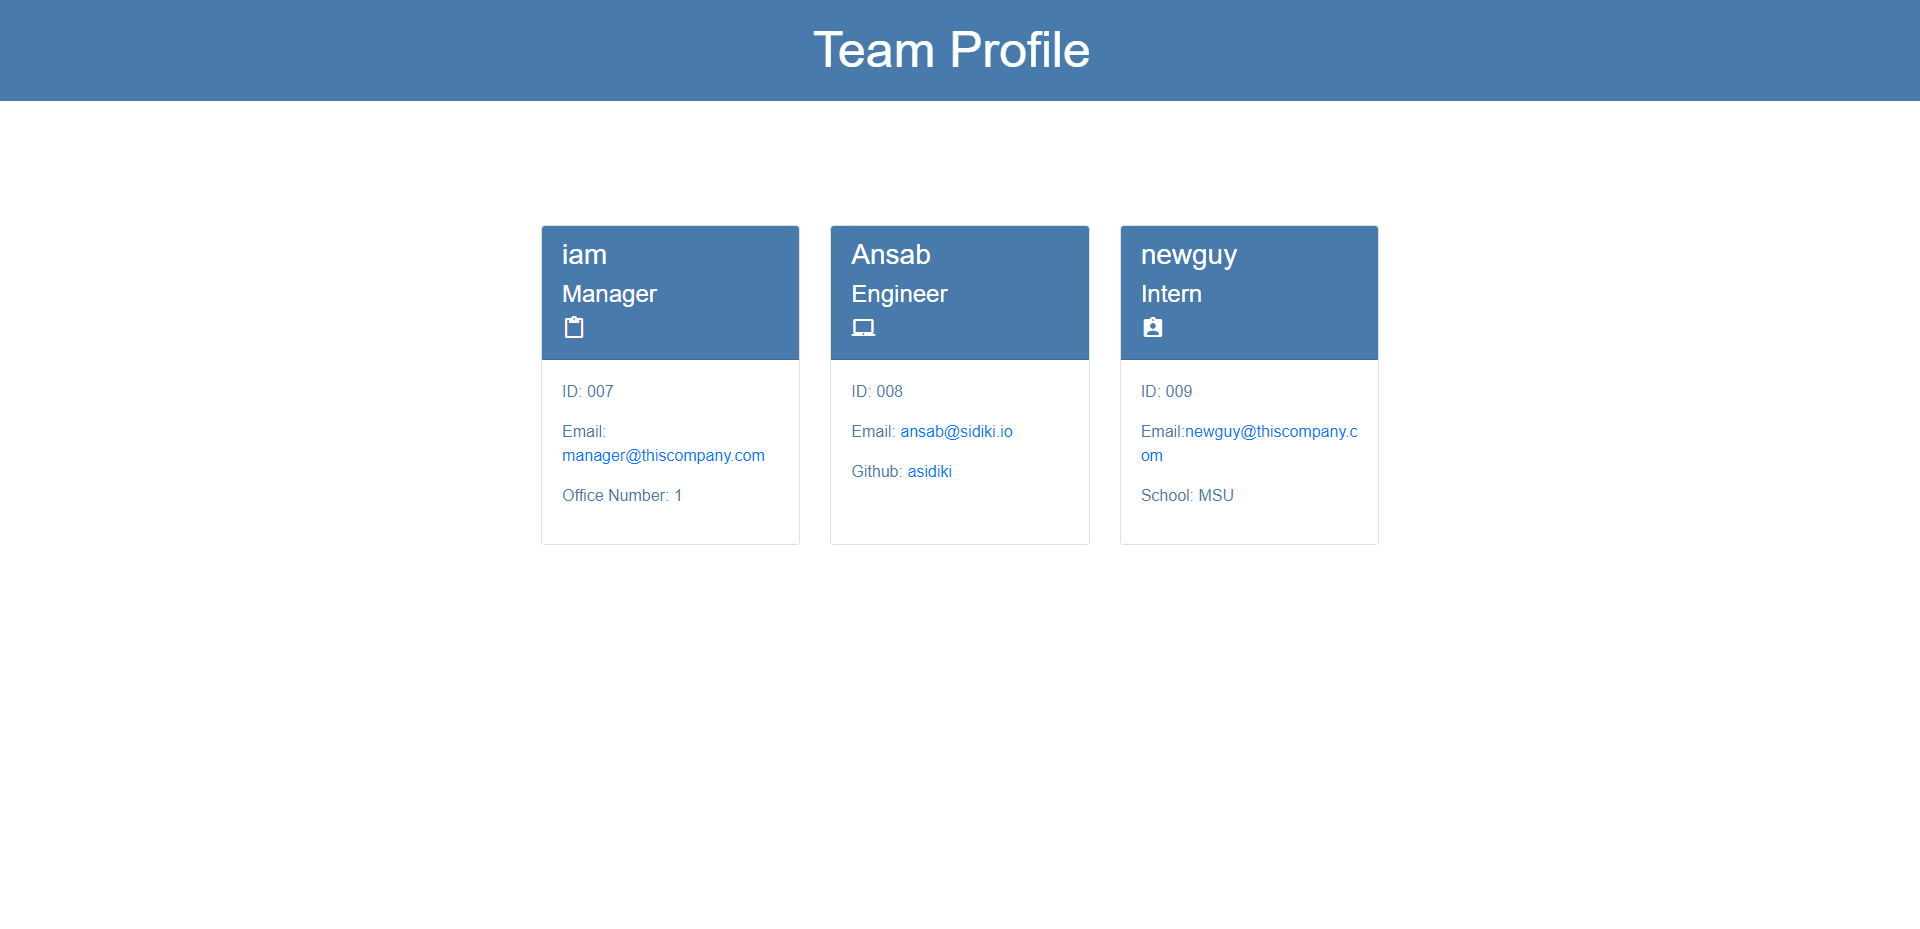 Team Profile
iam
Manager
ID: 007
Email:
manager@thiscompany.com
Office Number: 1
Ansab
Engineer
ID: 008
Email: ansab@sidiki.io
Github: asidiki
newguy
Intern
ID: 009
Email:newguy@thiscompany.c
om
School: MSU